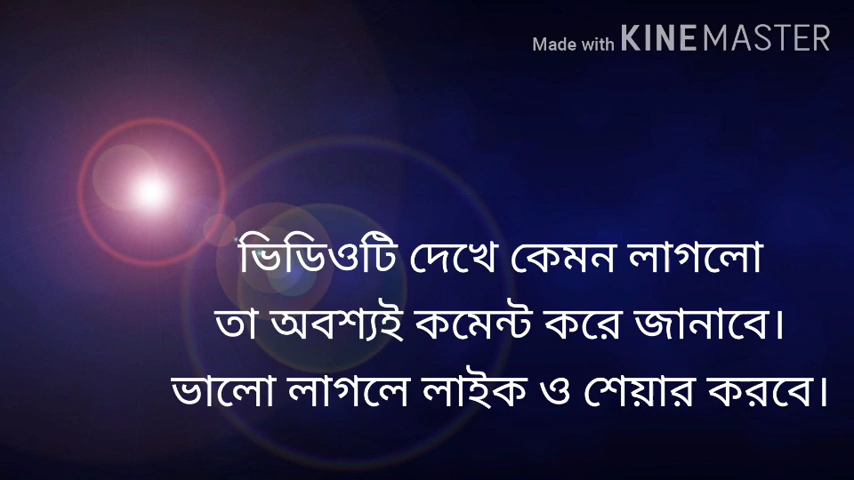 Made with KINEMASTER
ভিডিওটি দেখে কেমন লাগলো
তা অবশ্যই কমেন্ট করে জানাবে।
ভালো লাগলে লাইক ও শেয়ার করবে।